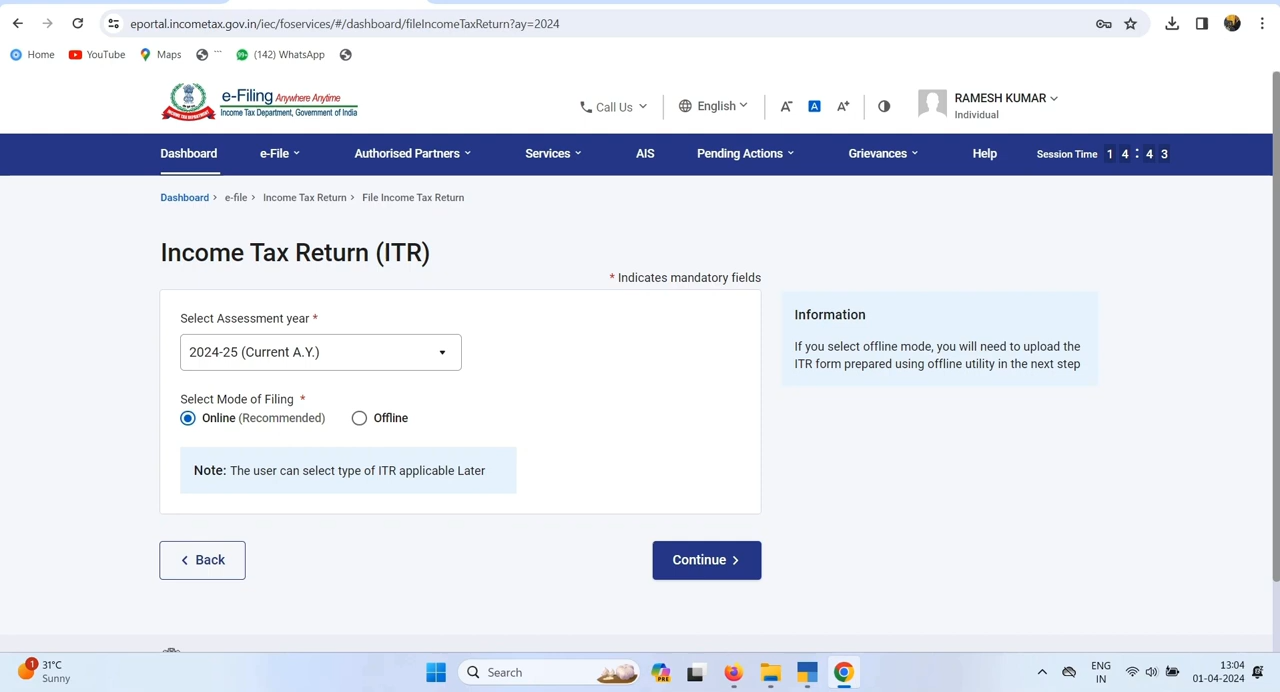 eportal.incometax.gov.in/iec/foservices/#/dashboard/fileIncomeTaxReturn?ay=2024
Home YouTube Maps ... 99+ (142) WhatsApp
e-Filing Anywhere Anytime
Income Tax Department, Government of India
Call Us English A- A A+
RAMESH KUMAR
Individual
Dashboard e-File Authorised Partners Services AIS Pending Actions Grievances Help Session Time 14:43
Dashboard > e-file > Income Tax Return > File Income Tax Return
Income Tax Return (ITR)
* Indicates mandatory fields
Select Assessment year *
2024-25 (Current A.Y.)
Select Mode of Filing *
Online (Recommended) Offline
Note: The user can select type of ITR applicable Later
< Back
Continue >
Information
If you select offline mode, you will need to upload the
ITR form prepared using offline utility in the next step
1
31°C
Sunny
Search
PRE
ENG
IN
13:04
01-04-2024